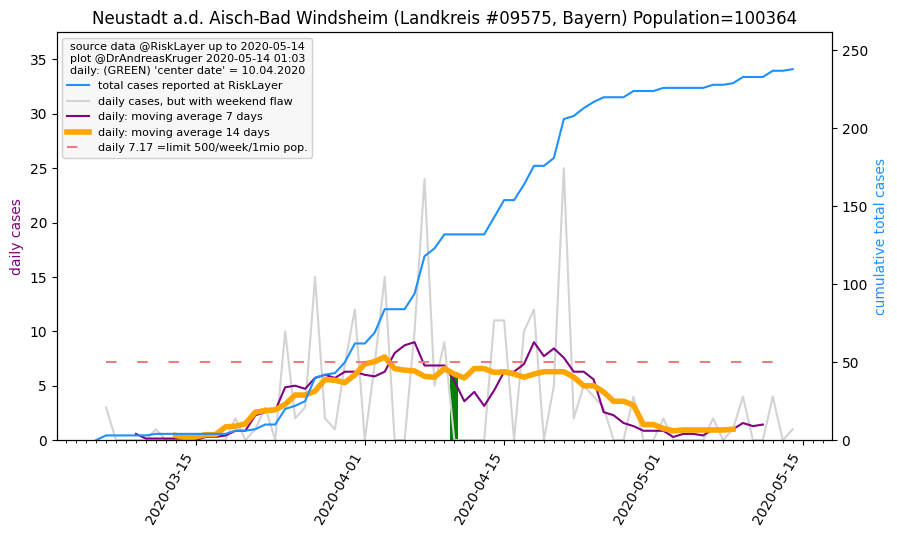 Neustadt a.d. Aisch-Bad Windsheim (Landkreis #09575, Bayern) Population=100364
source data @RiskLayer up to 2020-05-14
plot @DrAndreasKruger 2020-05-14 01:03
daily: (GREEN) 'center date' = 10.04.2020
total cases reported at RiskLayer
daily cases, but with weekend flaw
daily: moving average 7 days
daily: moving average 14 days
daily 7.17 =limit 500/week/1mio pop.
daily cases
35
30
25
20
15
10
5
0
cumulative total cases
250
200
150
100
50
0
2020-03-15
2020-04-01
2020-04-15
2020-05-01
2020-05-15